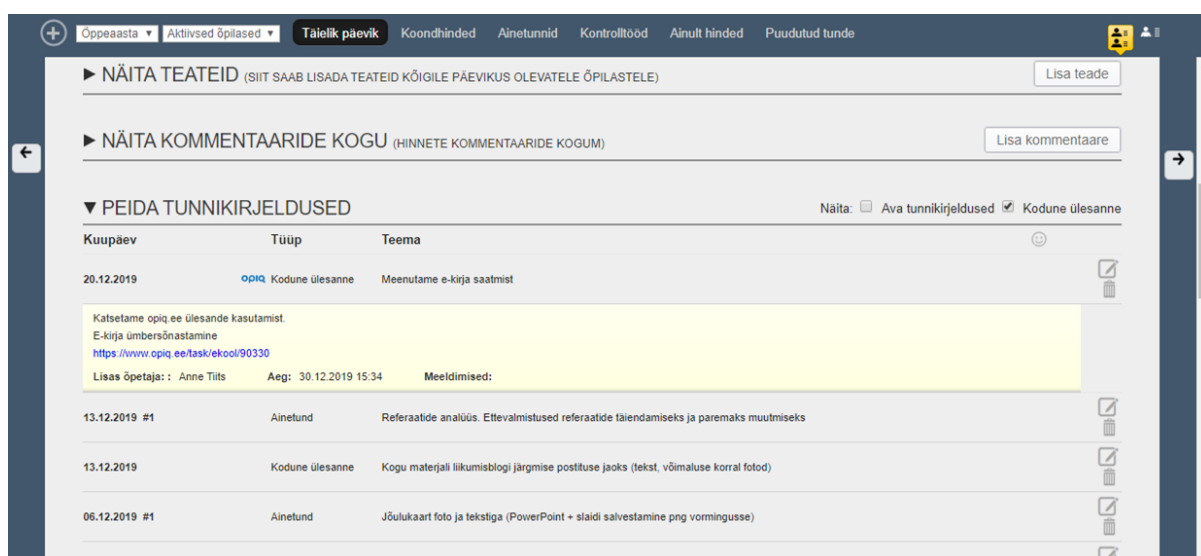 Õppeaasta Aktiivsed õpilased Täielik päevik Koondhinded Ainetunnid Kontrolltööd Ainult hinded Puudutud tunde
NÄITA TEATEID (SIIT SAAB LISADA TEATEID KÕIGILE PÄEVIKUS OLEVATELE ÕPILASTELE) Lisa teade
NÄITA KOMMENTAARIDE KOGU (HINNETE KOMMENTAARIDE KOGUM) Lisa kommentaare
PEIDA TUNNIKIRJELDUSED Näita: Ava tunnikirjeldused Kodune ülesanne
Kuupäev Tüüp Teema
20.12.2019 opiq Kodune ülesanne Meenutame e-kirja saatmist
Katsetame opiq.ee ülesande kasutamist.
E-kirja ümbersõnastamine
https://www.opiq.ee/task/ekool/90330
Lisas õpetaja: : Anne Tiits Aeg: 30.12.2019 15:34 Meeldimised:
13.12.2019 #1 Ainetund Referaatide analüüs. Ettevalmistused referaatide täiendamiseks ja paremaks muutmiseks
13.12.2019 Kodune ülesanne Kogu materjali liikumisblogi järgmise postituse jaoks (tekst, võimaluse korral fotod)
06.12.2019 #1 Ainetund Jõulukaart foto ja tekstiga (PowerPoint + slaidi salvestamine png vormingusse)